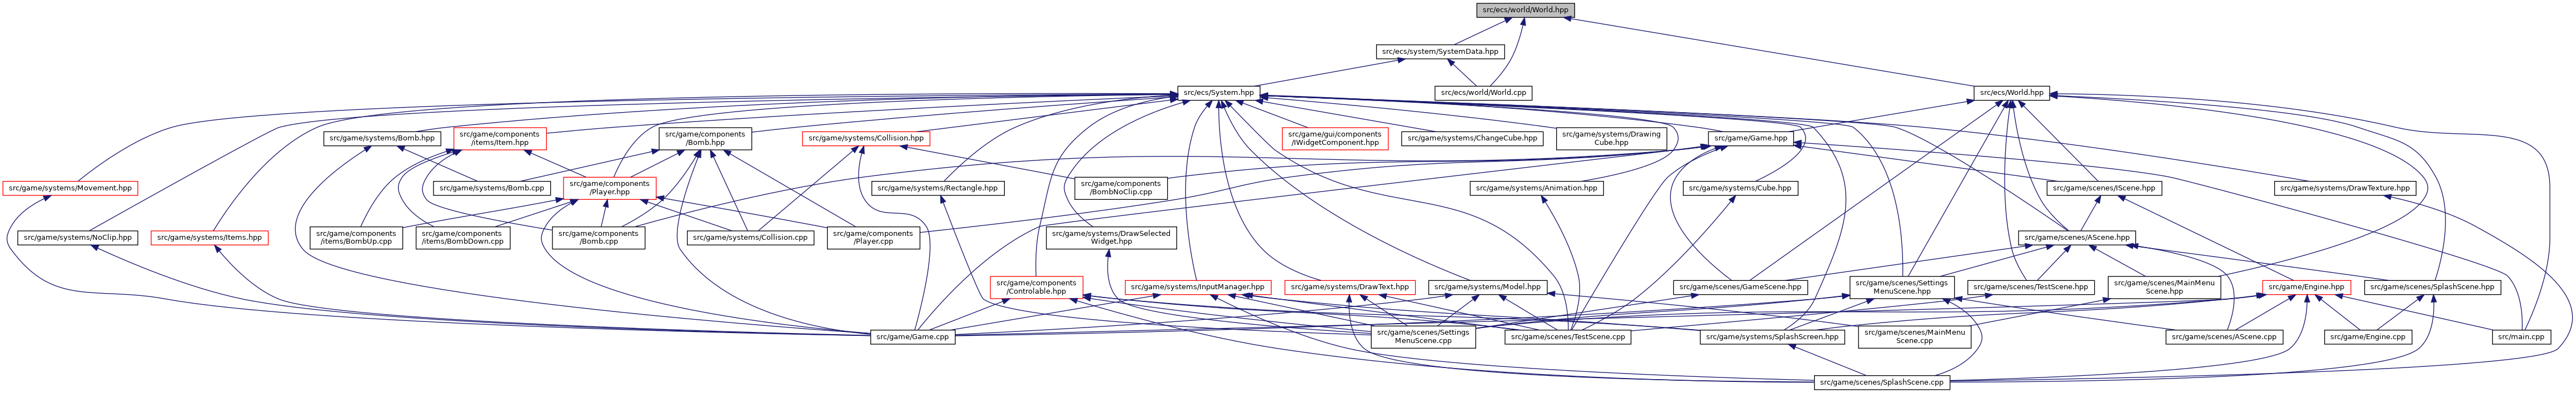 src/ecs/world/World.hpp
src/ecs/system/SystemData.hpp
src/ecs/System.hpp
src/ecs/world/World.cpp
src/ecs/World.hpp
src/game/systems/Bomb.hpp
src/game/components
/items/Item.hpp
src/game/components
/Bomb.hpp
src/game/systems/Collision.hpp
src/game/gui/components
/IWidgetComponent.hpp
src/game/systems/ChangeCube.hpp
src/game/systems/Drawing
Cube.hpp
src/game/Game.hpp
src/game/systems/Movement.hpp
src/game/systems/Bomb.cpp
src/game/components
/Player.hpp
src/game/systems/Rectangle.hpp
src/game/components
/BombNoClip.cpp
src/game/systems/Animation.hpp
src/game/systems/Cube.hpp
src/game/scenes/IScene.hpp
src/game/systems/DrawTexture.hpp
src/game/systems/NoClip.hpp
src/game/systems/Items.hpp
src/game/components
/items/BombUp.cpp
src/game/components
/items/BombDown.cpp
src/game/components
/Bomb.cpp
src/game/systems/Collision.cpp
src/game/components
/Player.cpp
src/game/systems/DrawSelected
Widget.hpp
src/game/scenes/AScene.hpp
src/game/components
/Controlable.hpp
src/game/systems/InputManager.hpp
src/game/systems/DrawText.hpp
src/game/systems/Model.hpp
src/game/scenes/GameScene.hpp
src/game/scenes/Settings
MenuScene.hpp
src/game/scenes/TestScene.hpp
src/game/scenes/MainMenu
Scene.hpp
src/game/Engine.hpp
src/game/scenes/SplashScene.hpp
src/game/Game.cpp
src/game/scenes/Settings
MenuScene.cpp
src/game/scenes/TestScene.cpp
src/game/systems/SplashScreen.hpp
src/game/scenes/MainMenu
Scene.cpp
src/game/scenes/AScene.cpp
src/game/Engine.cpp
src/main.cpp
src/game/scenes/SplashScene.cpp